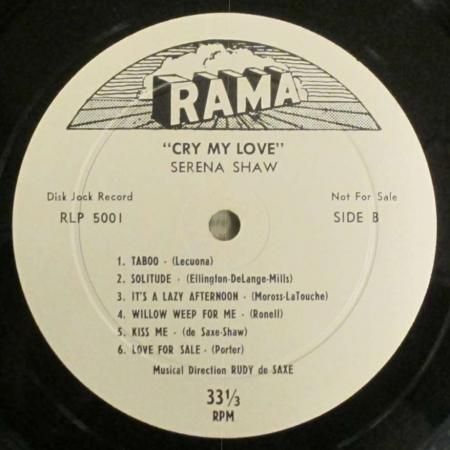 RAMA
"CRY MY LOVE"
SERENA SHAW
Disk Jock Record Not For Sale
RLP 5001 SIDE B
1. TABOO - (Lecuona)
2. SOLITUDE - (Ellington-DeLange-Mills)
3. IT'S A LAZY AFTERNOON - (Moross-LaTouche)
4. WILLOW WEEP FOR ME - (Ronell)
5. KISS ME - (de Saxe-Shaw)
6. LOVE FOR SALE - (Porter)
Musical Direction RUDY de SAXE
33⅓
RPM